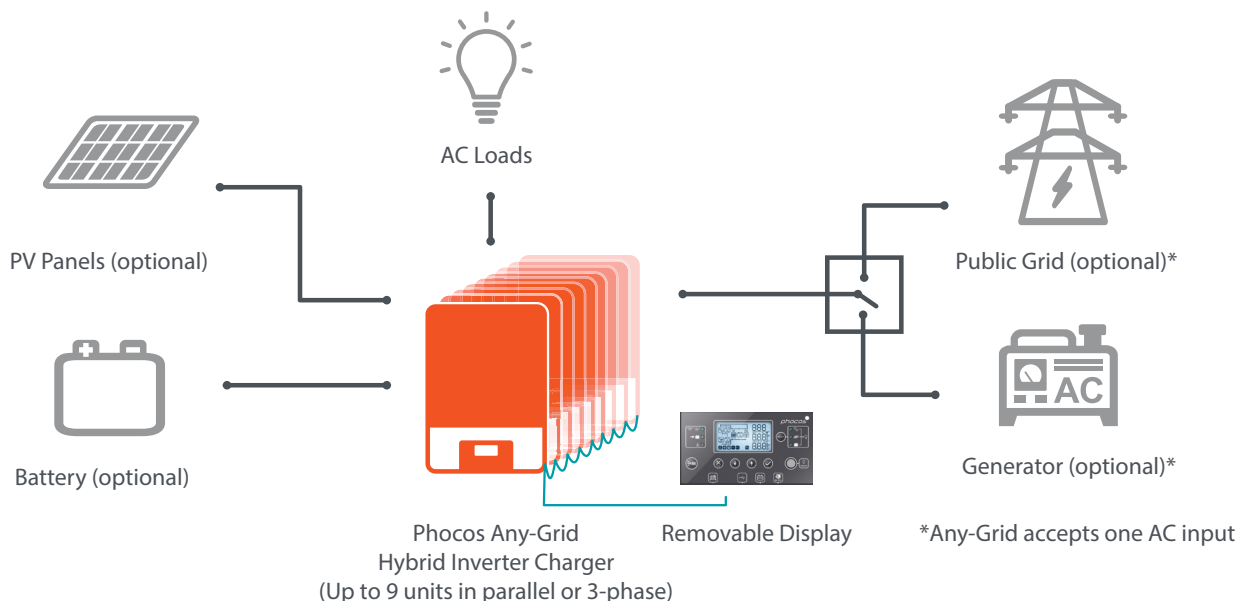 AC Loads
PV Panels (optional)
Public Grid (optional)*
AC
phocos
Battery (optional)
Generator (optional)*
Phocos Any-Grid
Hybrid Inverter Charger
(Up to 9 units in parallel or 3-phase)
Removable Display
*Any-Grid accepts one AC input